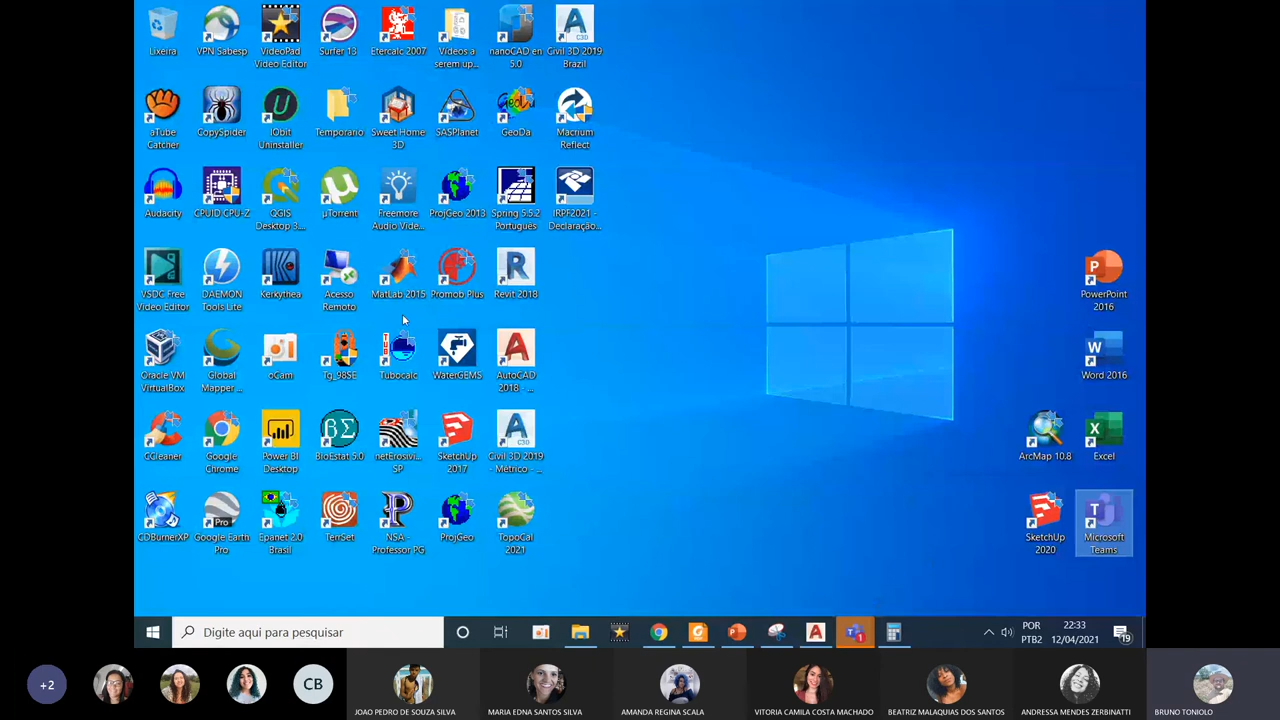 Lixeira
VPN Sabesp
VideoPad
Video Editor
Surfer 13
Etercalc 2007
Videos a
serem up...
nanoCAD en
5.0
Civil 3D 2019
Brazil
aTube
Catcher
CopySpider
IObit
Uninstaller
Temporario
Sweet Home
3D
SASPlanet
GeoDa
Macrium
Reflect
Audacity
CPUID CPU-Z
QGIS
Desktop 3....
µTorrent
Freemore
Audio Vide...
ProjGeo 2013
Spring 5.5.2
Portugues
IRPF2021 -
Declaração...
VSDC Free
Video Editor
DAEMON
Tools Lite
Kerkythea
Acesso
Remoto
MatLab 2015
Promob Plus
Revit 2018
PowerPoint
2016
Oracle VM
VirtualBox
Global
Mapper ...
oCam
Tg_98SE
Tubocalc
WaterGEMS
AutoCAD
2018 - ...
Word 2016
CCleaner
Google
Chrome
Power BI
Desktop
BioEstat 5.0
netErosivi...
SP
SketchUp
2017
Civil 3D 2019
- Métrico - ...
ArcMap 10.8
Excel
CDBurnerXP
Google Earth
Pro
Epanet 2.0
Brasil
TerrSet
NSA -
Professor PG
ProjGeo
TopoCal
2021
SketchUp
2020
Microsoft
Teams
Digite aqui para pesquisar
POR
PTB2
22:33
12/04/2021
19
+2
CB
JOAO PEDRO DE SOUZA SILVA
MARIA EDNA SANTOS SILVA
AMANDA REGINA SCALA
VITORIA CAMILA COSTA MACHADO
BEATRIZ MALAQUIAS DOS SANTOS
ANDRESSA MENDES ZERBINATTI
BRUNO TONIOLO